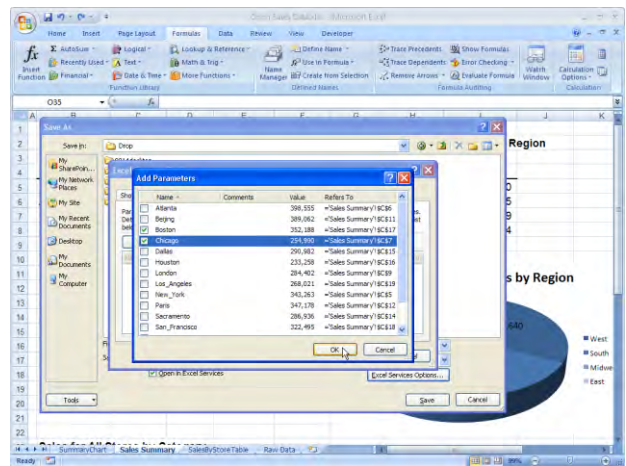 Home Insert Page Layout Formulas Data Review View Developer
AutoSum Logical Lookup & Reference Define Name Trace Precedents Show Formulas
Recently Used Text Math & Trig Use in Formula Trace Dependents Error Checking
Financial Date & Time More Functions Create from Selection Remove Arrows Evaluate Formula
Insert Function
Name Manager
Watch Window
Calculation Options
Function Library Defined Names Formula Auditing Calculation
O35
fx
Save As
Save in: Drop
My SharePoin...
My Network Places
My Site
My Recent Documents
Desktop
My Documents
My Computer
Region
s by Region
640
West
South
Midwe
East
Add Parameters
Name Comments Value Refers To
Atlanta 398,555 ='Sales Summary'!$C$6
Beijing 389,062 ='Sales Summary'!$C$11
Boston 352,188 ='Sales Summary'!$C$17
Chicago 254,990 ='Sales Summary'!$C$7
Dallas 290,982 ='Sales Summary'!$C$15
Houston 233,258 ='Sales Summary'!$C$16
London 284,402 ='Sales Summary'!$C$9
Los_Angeles 268,021 ='Sales Summary'!$C$19
New_York 343,263 ='Sales Summary'!$C$5
Paris 347,178 ='Sales Summary'!$C$12
Sacramento 286,936 ='Sales Summary'!$C$14
San_Francisco 322,495 ='Sales Summary'!$C$18
OK Cancel
Open in Excel Services
Excel Services Options...
Tools Save Cancel
SummaryChart Sales Summary SalesByStoreTable Raw Data
Ready